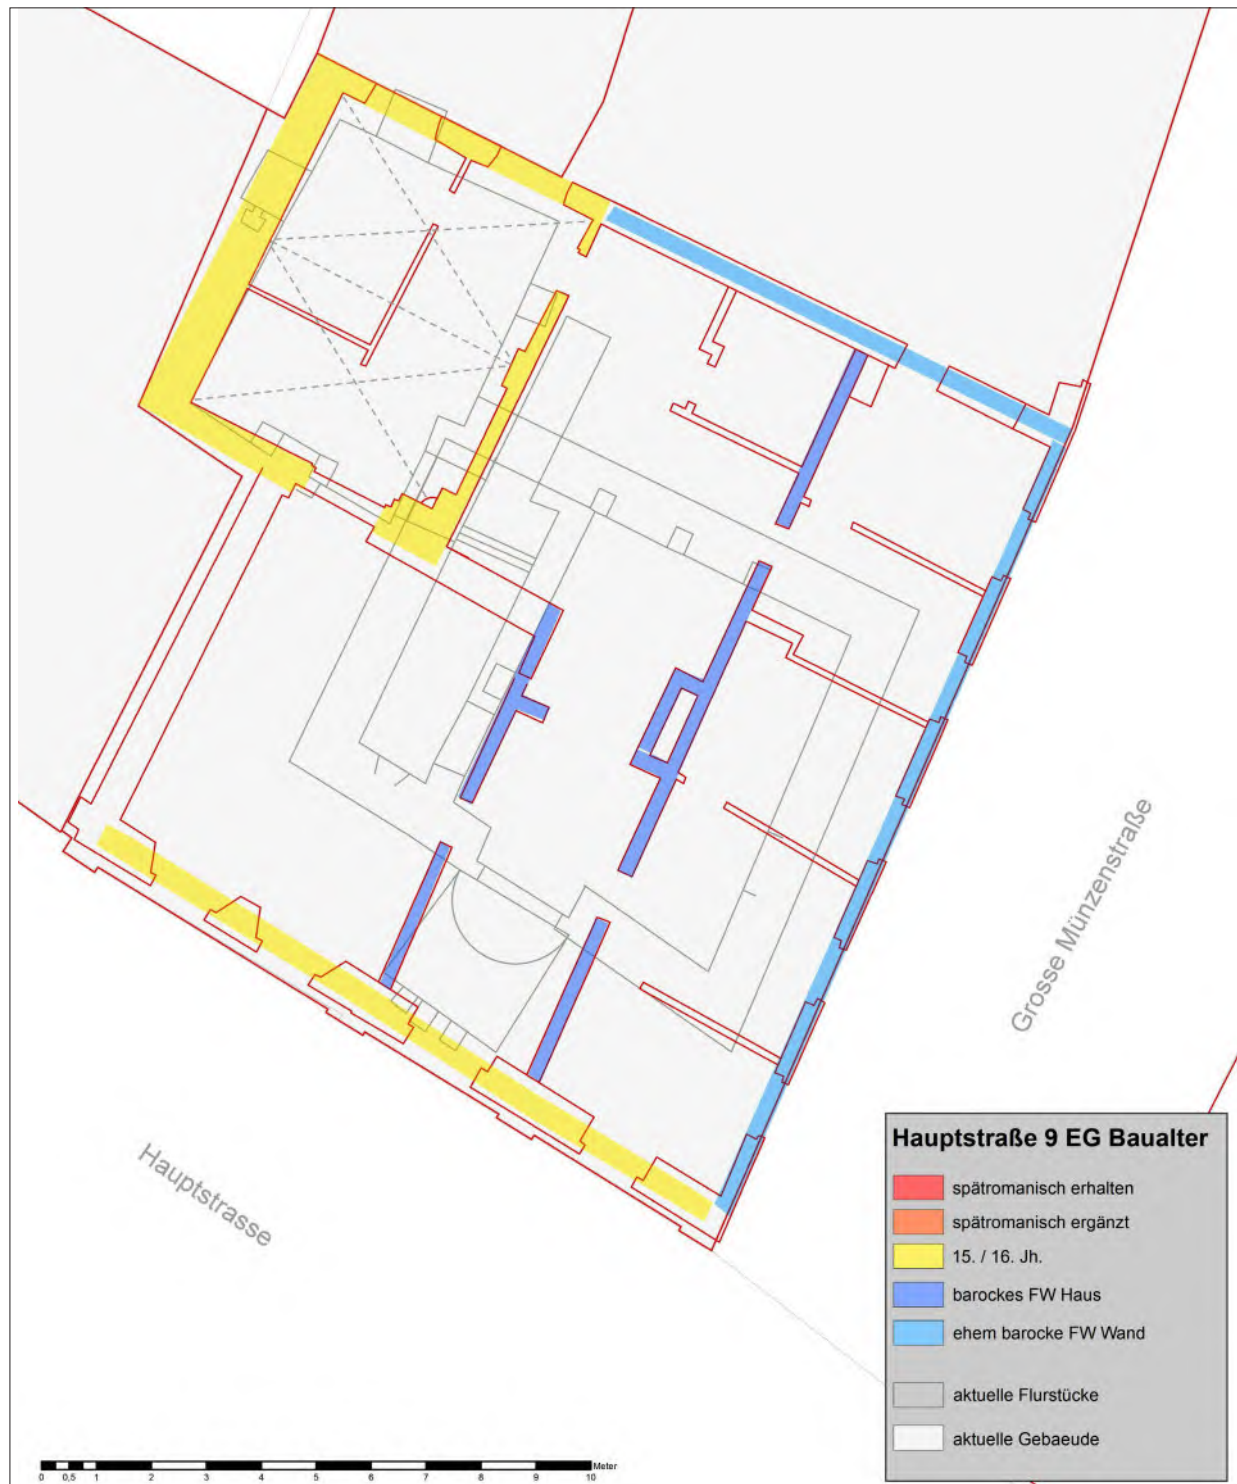 Grosse Münzenstraße
Hauptstrasse
Hauptstraße 9 EG Baualter
spätromanisch erhalten
spätromanisch ergänzt
15. / 16. Jh.
barockes FW Haus
ehem barocke FW Wand
aktuelle Flurstücke
aktuelle Gebaeude
Meter
0 0,5 1 2 3 4 5 6 7 8 9 10